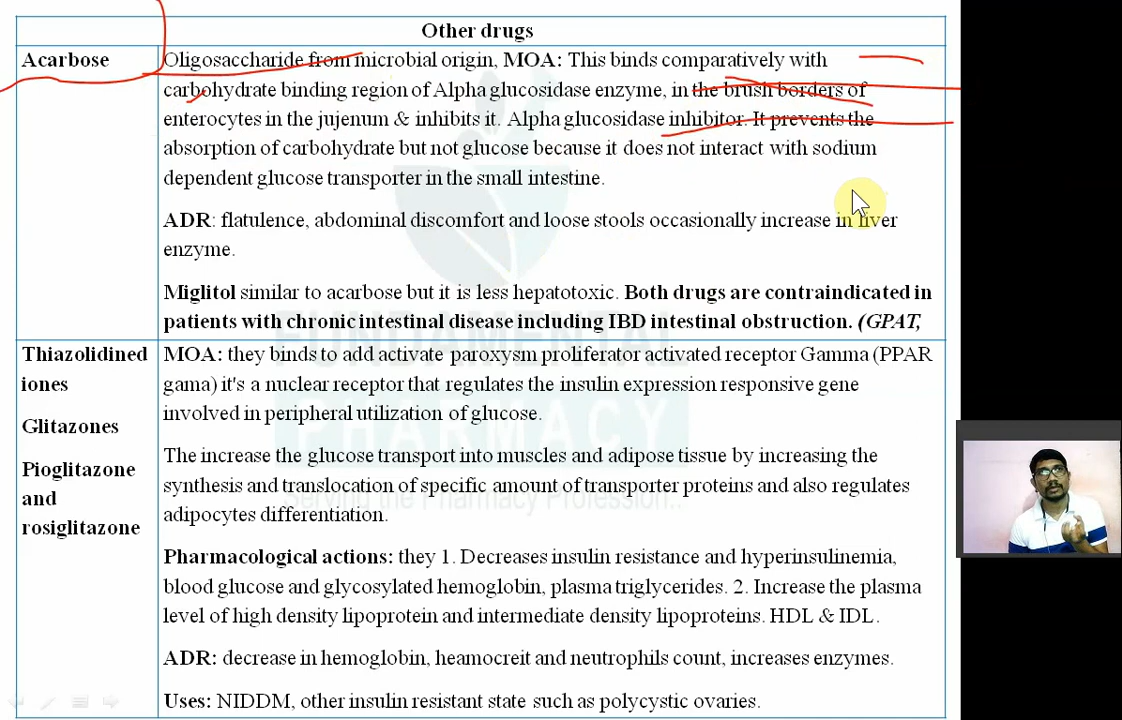 Other drugs
Acarbose
Oligosaccharide from microbial origin, MOA: This binds comparatively with
carbohydrate binding region of Alpha glucosidase enzyme, in the brush borders of
enterocytes in the jujenum & inhibits it. Alpha glucosidase inhibitor. It prevents the
absorption of carbohydrate but not glucose because it does not interact with sodium
dependent glucose transporter in the small intestine.
ADR: flatulence, abdominal discomfort and loose stools occasionally increase in liver
enzyme.
Miglitol similar to acarbose but it is less hepatotoxic. Both drugs are contraindicated in
patients with chronic intestinal disease including IBD intestinal obstruction. (GPAT,
Thiazolidined
iones
Glitazones
Pioglitazone
and
rosiglitazone
MOA: they binds to add activate paroxysm proliferator activated receptor Gamma (PPAR
gama) it's a nuclear receptor that regulates the insulin expression responsive gene
involved in peripheral utilization of glucose.
The increase the glucose transport into muscles and adipose tissue by increasing the
synthesis and translocation of specific amount of transporter proteins and also regulates
adipocytes differentiation.
Pharmacological actions: they 1. Decreases insulin resistance and hyperinsulinemia,
blood glucose and glycosylated hemoglobin, plasma triglycerides. 2. Increase the plasma
level of high density lipoprotein and intermediate density lipoproteins. HDL & IDL.
ADR: decrease in hemoglobin, heamocreit and neutrophils count, increases enzymes.
Uses: NIDDM, other insulin resistant state such as polycystic ovaries.
FUNDAMENTAL
PHARMACY
Serving the Pharmacy Profession..